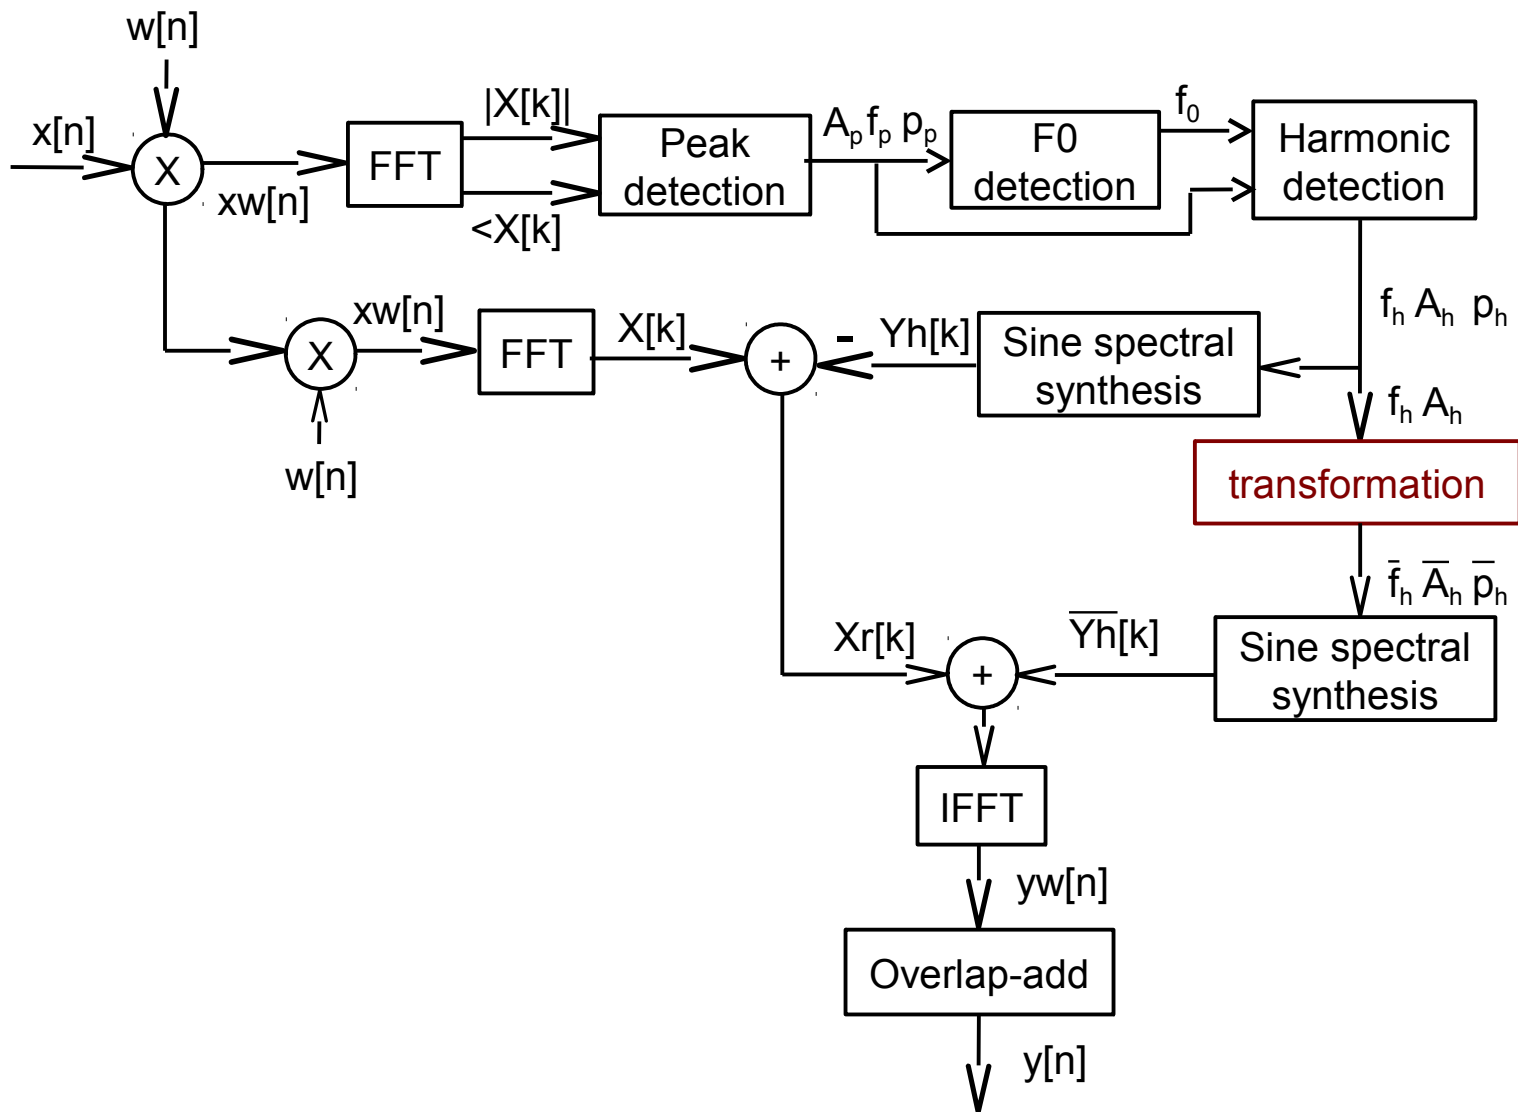 w[n]
x[n]
X
xw[n]
FFT
|X[k]|
<X[k]
Peak
detection
Aₚ fₚ pₚ
F0
detection
f₀
Harmonic
detection
fₕ Aₕ pₕ
X
xw[n]
w[n]
FFT
X[k]
+
-
Yh[k]
Sine spectral
synthesis
fₕ Aₕ
transformation
f̄ₕ A̅ₕ p̅ₕ
Sine spectral
synthesis
Xr[k]
+
Y̅h̅[k]
IFFT
yw[n]
Overlap-add
y[n]